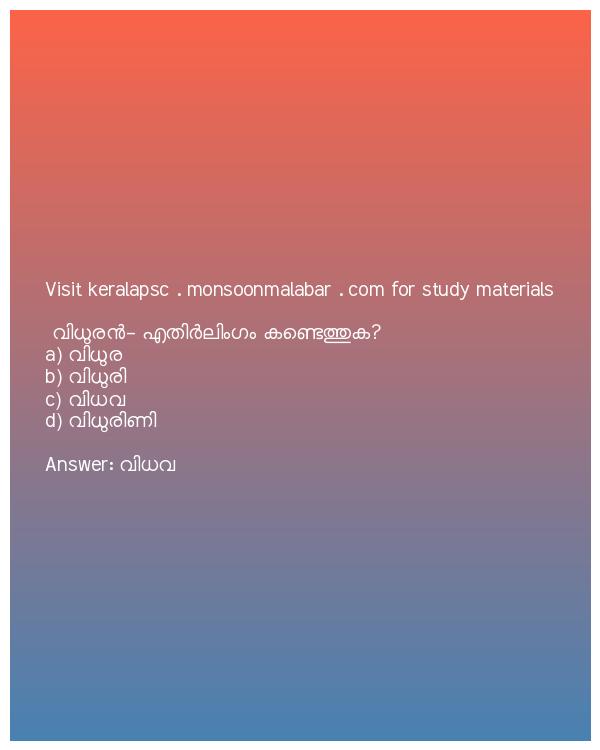 Visit keralapsc . monsoonmalabar . com for study materials
വിധുരൻ- എതിർലിംഗം കണ്ടെത്തുക?
a) വിധുര
b) വിധുരി
c) വിധവ
d) വിധുരിണി
Answer: വിധവ